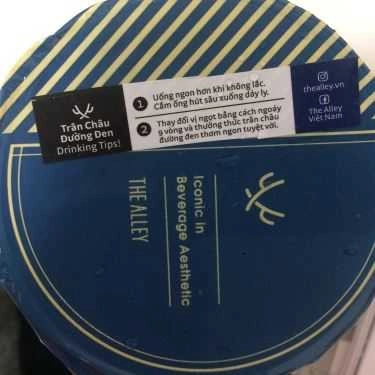 Trân Châu
Đường Đen
Drinking Tips!
1 Uống ngon hơn khi không lắc.
Cắm ống hút sâu xuống đáy ly.
2 Thay đổi vị ngọt bằng cách ngoáy
9 vòng và thưởng thức trân châu
đường đen thơm ngon tuyệt vời.
thealley.vn
The Alley
Việt Nam
Iconic in
Beverage Aesthetic
THE ALLEY